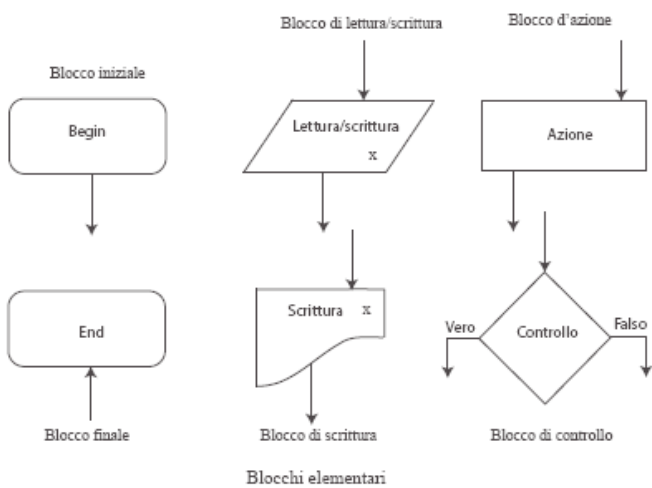 Blocco di lettura/scrittura
Blocco d'azione
Blocco iniziale
Begin
Lettura/scrittura
x
Azione
End
Scrittura x
Vero
Controllo
Falso
Blocco finale
Blocco di scrittura
Blocco di controllo
Blocchi elementari